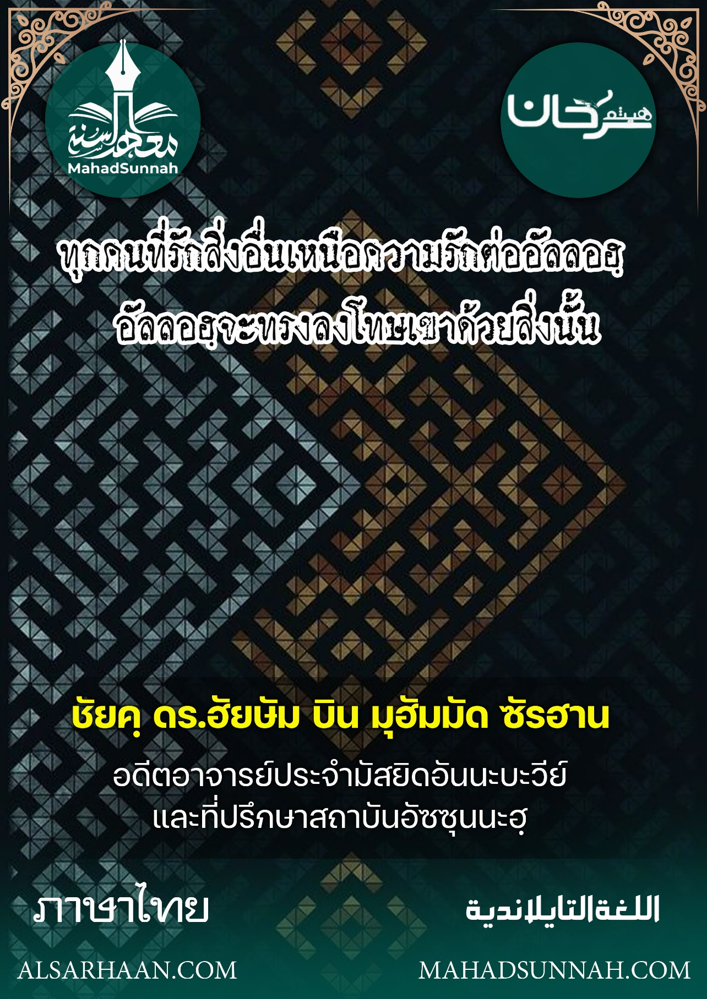 معهد السنة
MahadSunnah
هيثم سرحان
ทุกคนที่รักสิ่งอื่นเหนือความรักต่ออัลลอฮฺ
อัลลอฮฺจะทรงลงโทษเขาด้วยสิ่งนั้น
ชัยคฺ ดร.ฮัยษัม บิน มุฮัมมัด ซัรฮาน
อดีตอาจารย์ประจำมัสยิดอันนะบะวีย์
และที่ปรึกษาสถาบันอัซซุนนะฮฺ
ภาษาไทย
اللغة التايلاندية
ALSARHAAN.COM
MAHADSUNNAH.COM